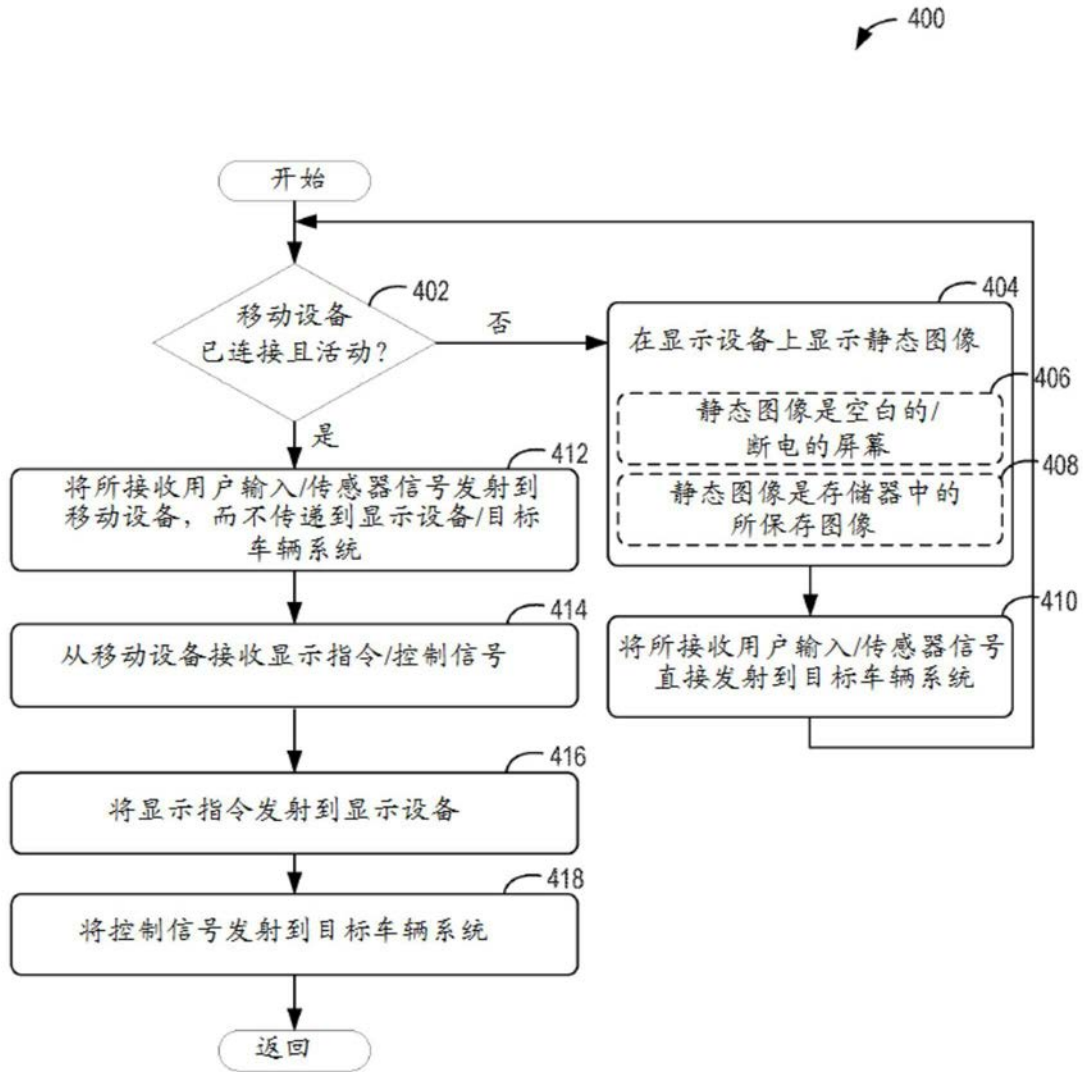 400
开始
402
移动设备
已连接且活动?
否
是
404
在显示设备上显示静态图像
406
静态图像是空白的/
断电的屏幕
408
静态图像是存储器中的
所保存图像
410
将所接收用户输入/传感器信号
直接发射到目标车辆系统
412
将所接收用户输入/传感器信号发射到
移动设备，而不传递到显示设备/目标
车辆系统
414
从移动设备接收显示指令/控制信号
416
将显示指令发射到显示设备
418
将控制信号发射到目标车辆系统
返回